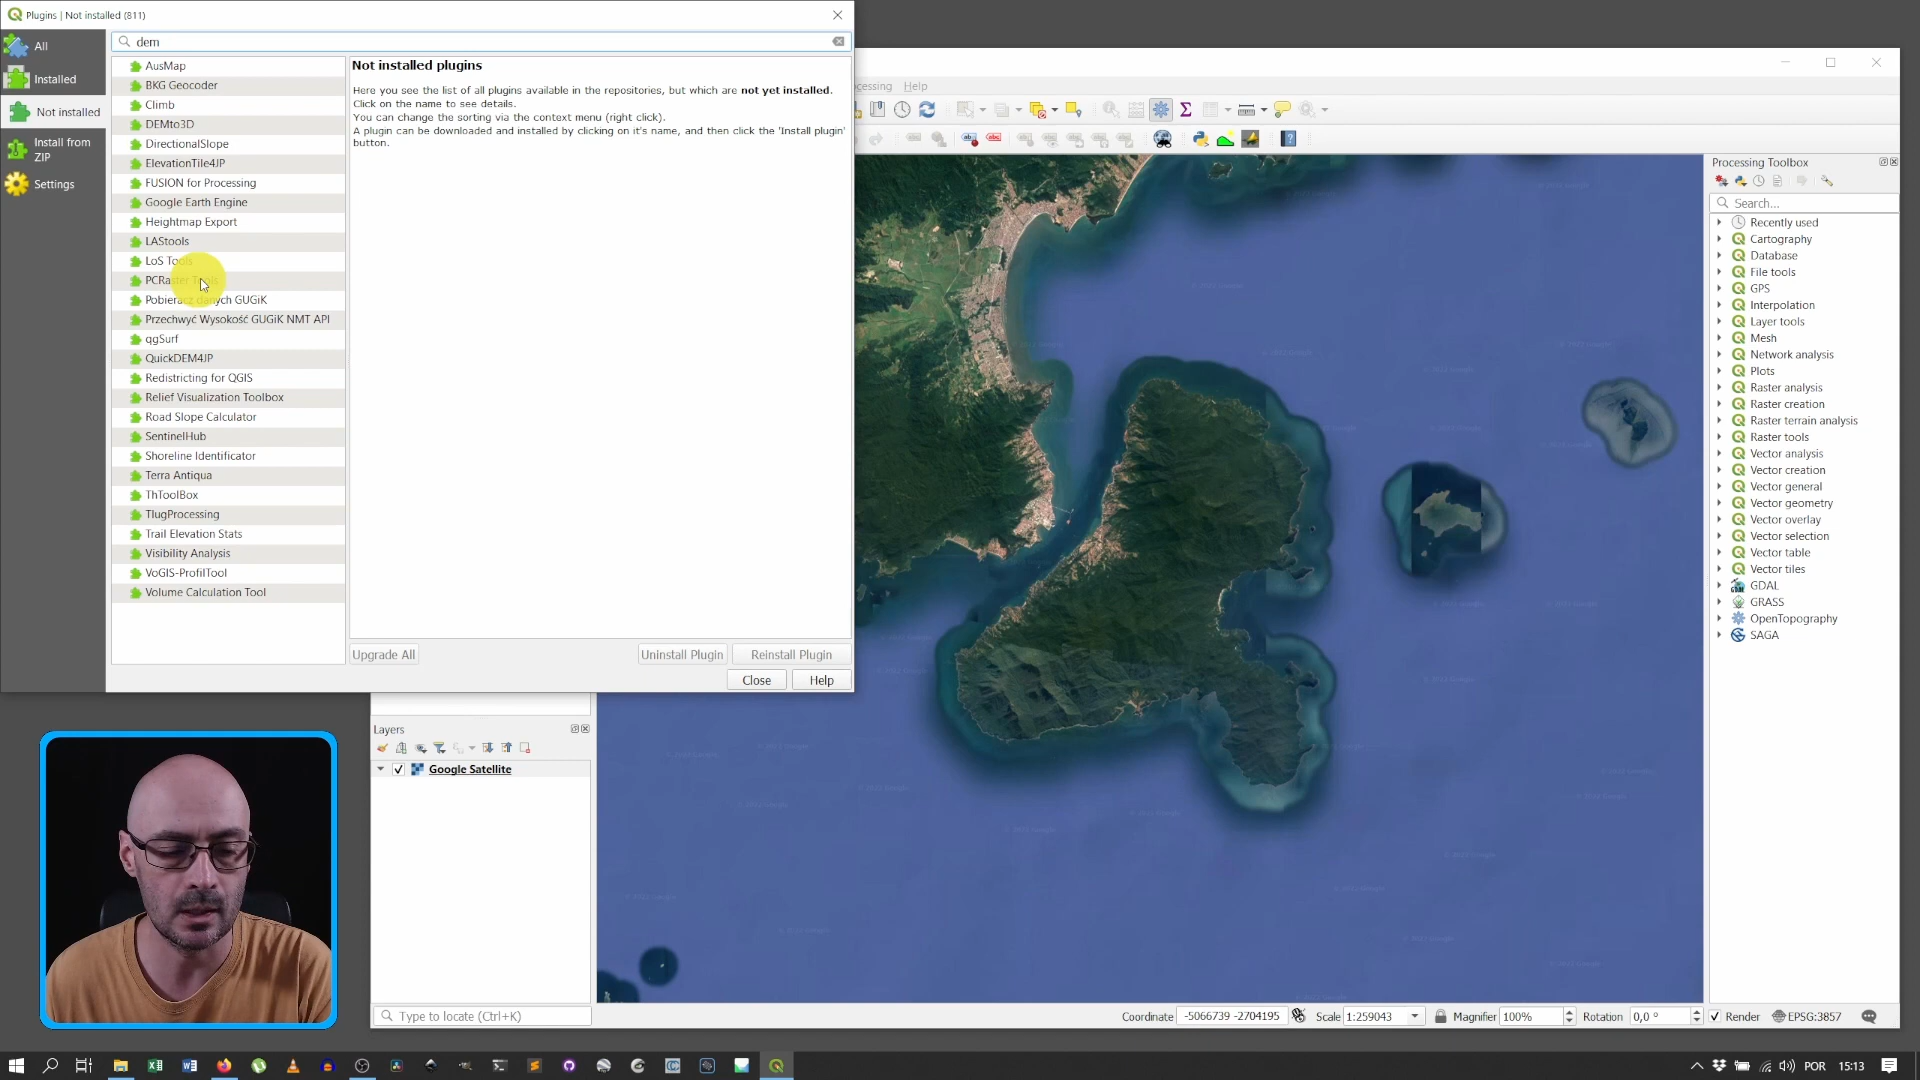 Plugins | Not installed (811)
dem
All
Installed
Not installed
Install from
ZIP
Settings
AusMap
BKG Geocoder
Climb
DEMto3D
DirectionalSlope
ElevationTile4JP
FUSION for Processing
Google Earth Engine
Heightmap Export
LAStools
LoS Tools
PCRaster Tools
Pobieracz danych GUGiK
Przechwyć Wysokość GUGiK NMT API
qgSurf
QuickDEM4JP
Redistricting for QGIS
Relief Visualization Toolbox
Road Slope Calculator
SentinelHub
Shoreline Identificator
Terra Antiqua
ThToolBox
TlugProcessing
Trail Elevation Stats
Visibility Analysis
VoGIS-ProfilTool
Volume Calculation Tool
Not installed plugins
Here you see the list of all plugins available in the repositories, but which are not yet installed.
Click on the name to see details.
You can change the sorting via the context menu (right click).
A plugin can be downloaded and installed by clicking on it's name, and then click the 'Install plugin'
button.
Upgrade All
Uninstall Plugin
Reinstall Plugin
Close
Help
Help
Processing Toolbox
Search...
Recently used
Cartography
Database
File tools
GPS
Interpolation
Layer tools
Mesh
Network analysis
Plots
Raster analysis
Raster creation
Raster terrain analysis
Raster tools
Vector analysis
Vector creation
Vector general
Vector geometry
Vector overlay
Vector selection
Vector table
Vector tiles
GDAL
GRASS
OpenTopography
SAGA
Layers
Google Satellite
Type to locate (Ctrl+K)
Coordinate -5066739 -2704195 Scale 1:259043 Magnifier 100% Rotation 0,0 ° Render EPSG:3857
POR 15:13